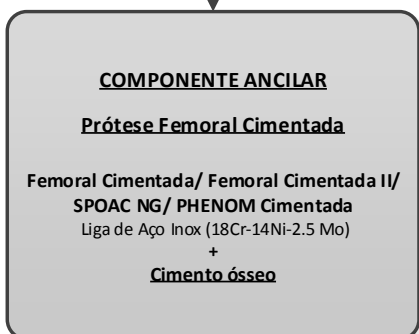 COMPONENTE ANCILAR
Prótese Femoral Cimentada
Femoral Cimentada/ Femoral Cimentada II/
SPOAC NG/ PHENOM Cimentada
Liga de Aço Inox (18Cr-14Ni-2.5 Mo)
+
Cimento ósseo